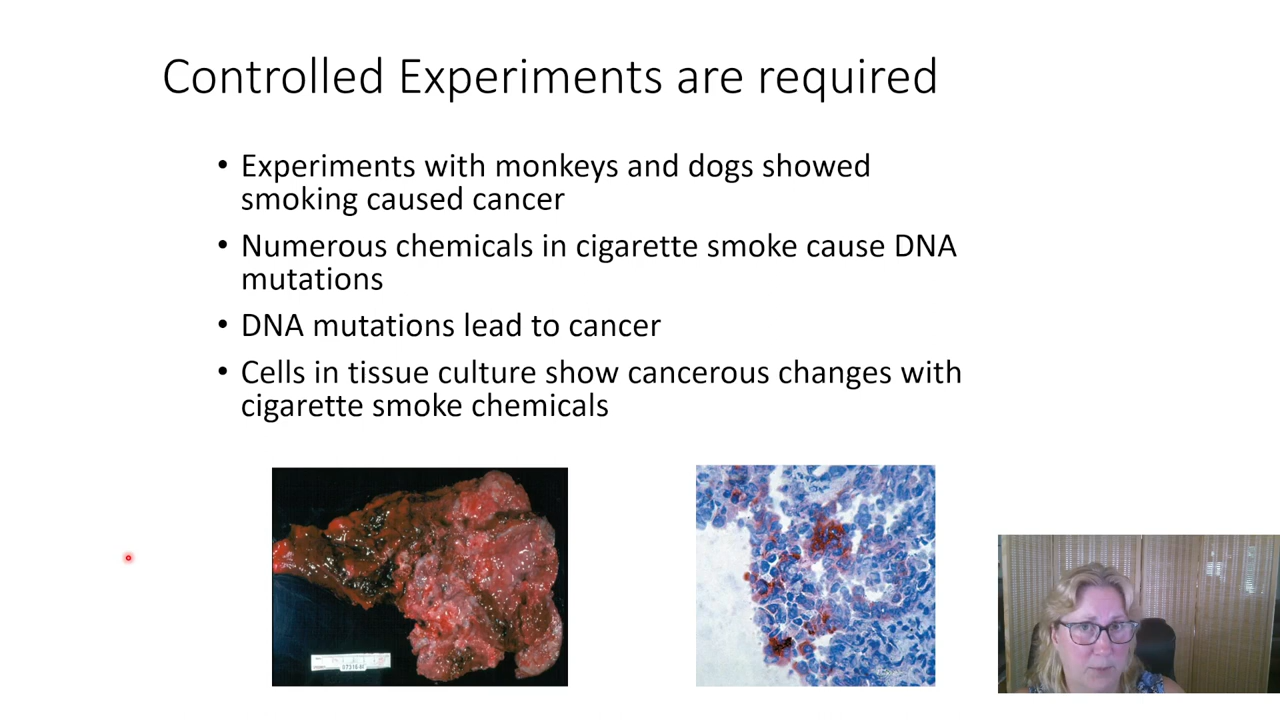 Controlled Experiments are required
• Experiments with monkeys and dogs showed
smoking caused cancer
• Numerous chemicals in cigarette smoke cause DNA
mutations
• DNA mutations lead to cancer
• Cells in tissue culture show cancerous changes with
cigarette smoke chemicals